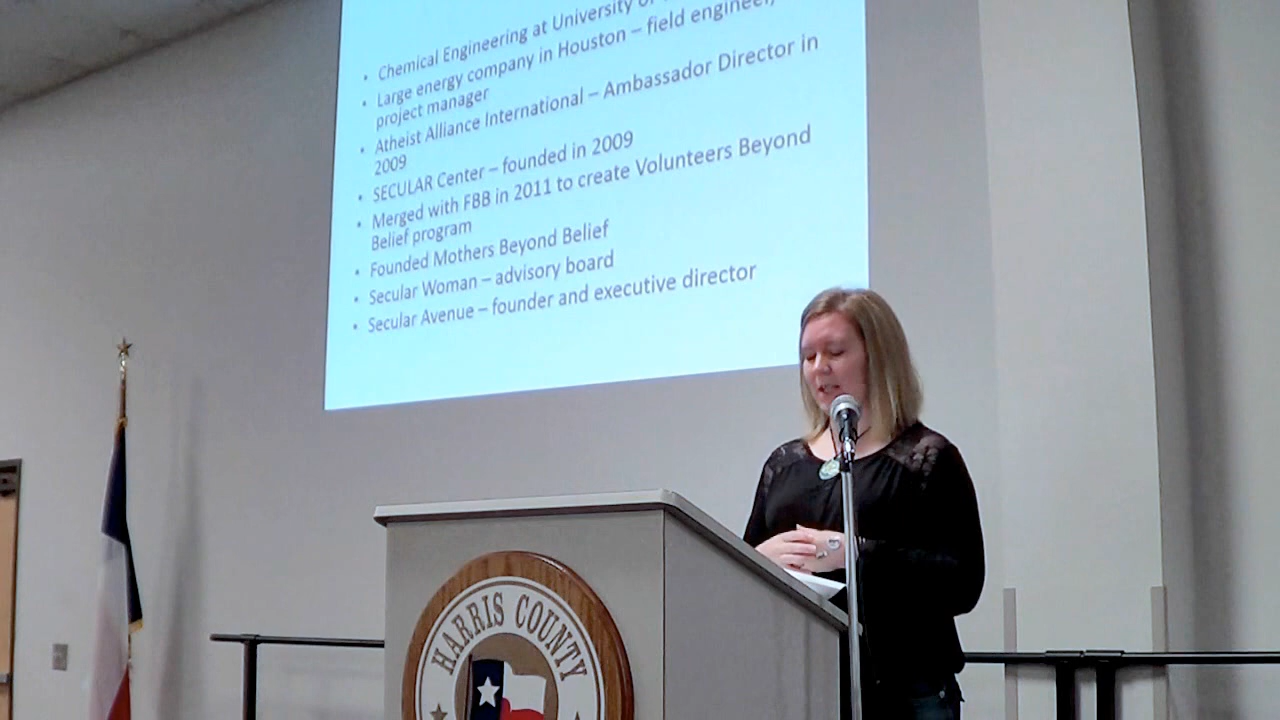 • Chemical Engineering at University of
• Large energy company in Houston – field engineer,
project manager
• Atheist Alliance International – Ambassador Director in
2009
• SECULAR Center – founded in 2009
• Merged with FBB in 2011 to create Volunteers Beyond
Belief program
• Founded Mothers Beyond Belief
• Secular Woman – advisory board
• Secular Avenue – founder and executive director
HARRIS COUNTY